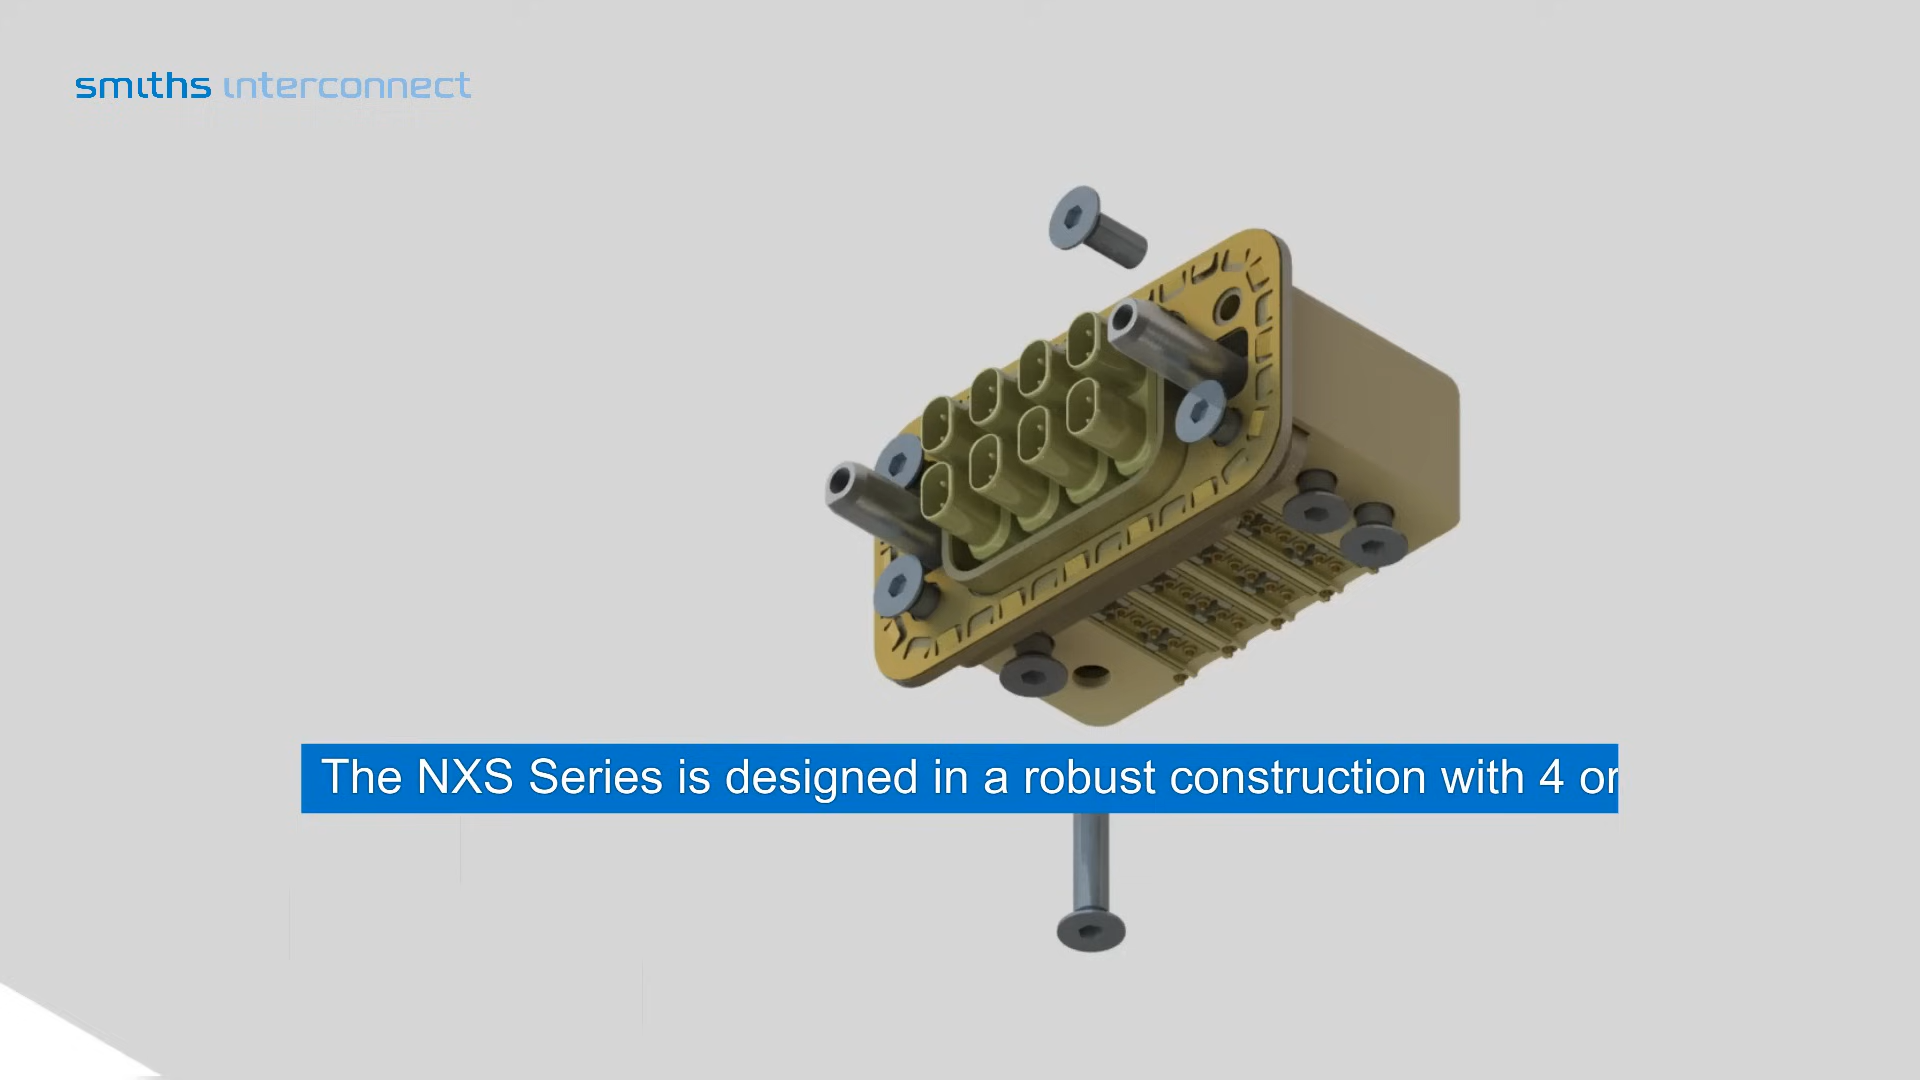 smiths interconnect
The NXS Series is designed in a robust construction with 4 or